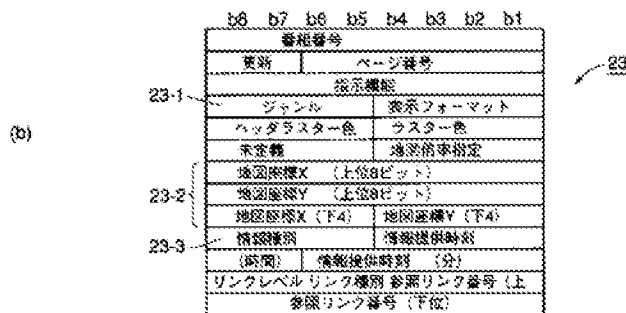 b8 b7 b6 b5 b4 b3 b2 b1
番組番号
更新 ページ番号
指示機能
ジャンル 表示フォーマット
ヘッダラスター色 ラスター色
未定義 地図倍率指定
地図座標X (上位8ビット)
地図座標Y (上位8ビット)
地図座標X (下4) 地図座標Y (下4)
情報種別 情報提供時刻
(時間) 情報提供時刻 (分)
リンクレベル リンク種別 参照リンク番号 (上
参照リンク番号 (下位)
23
23-1
(b)
23-2
23-3